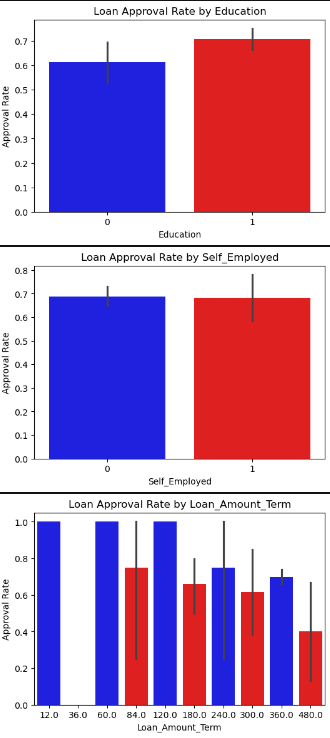 Loan Approval Rate by Education
Approval Rate
0.7
0.6
0.5
0.4
0.3
0.2
0.1
0.0
0 1
Education
Loan Approval Rate by Self_Employed
Approval Rate
0.8
0.7
0.6
0.5
0.4
0.3
0.2
0.1
0.0
0 1
Self_Employed
Loan Approval Rate by Loan_Amount_Term
Approval Rate
1.0
0.8
0.6
0.4
0.2
0.0
12.0 36.0 60.0 84.0 120.0 180.0 240.0 300.0 360.0 480.0
Loan_Amount_Term